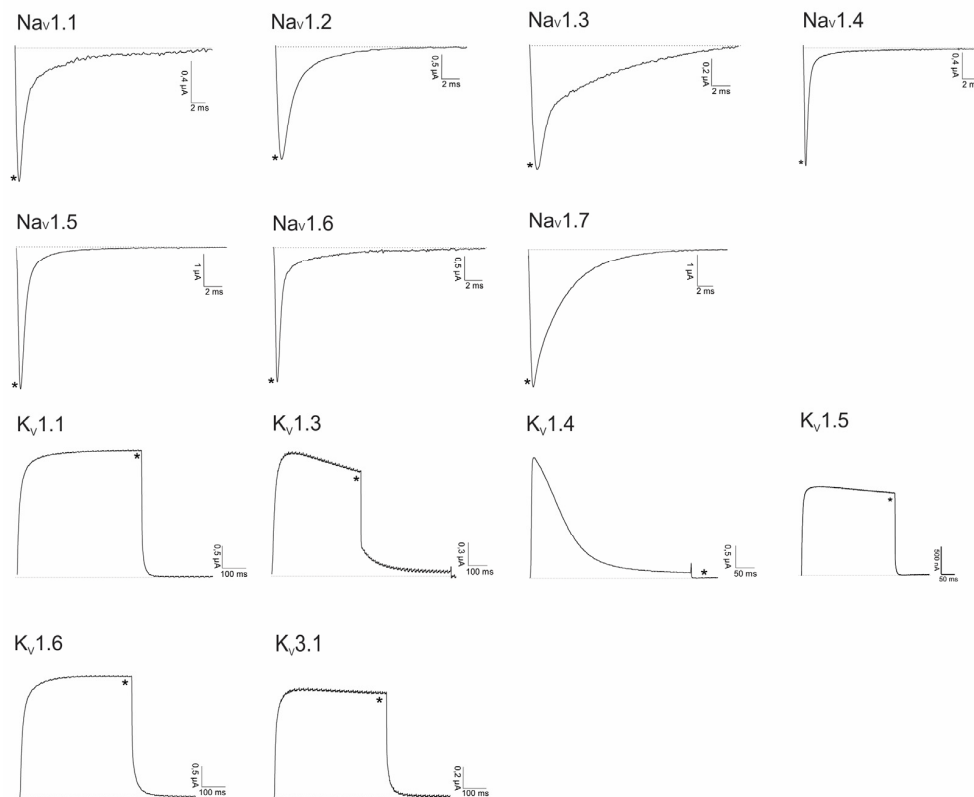 Nav1.1 Nav1.2 Nav1.3 Nav1.4
0.4 µA 0.5 µA 0.2 µA 0.4 µA
2 ms 2 ms 2 ms 2 m
* * * *
Nav1.5 Nav1.6 Nav1.7
1 µA 0.5 µA 1 µA
2 ms 2 ms 2 ms
* * *
Kv1.1 Kv1.3 Kv1.4 Kv1.5
* * * *
0.5 µA 0.3 µA 0.5 µA 500 nA
100 ms 100 ms 50 ms 50 ms
Kv1.6 Kv3.1
* *
0.5 µA 0.2 µA
100 ms 100 ms